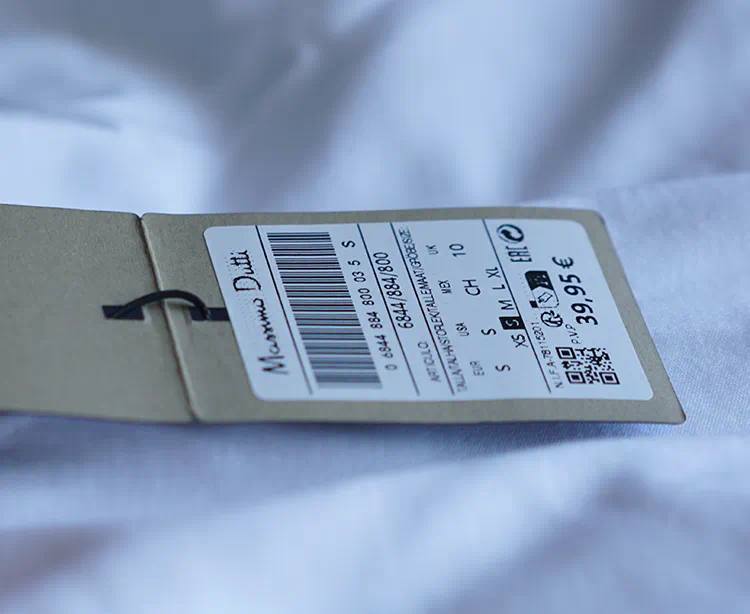 Massimo Dutti
0 6844 884 800 03 5 S
6844/884/800
ARTICULO:
EUR USA MEX UK
S S CH 10
XS S M L XL
EAC
N.I.F. A-78115201
P.V.P
39,95 €